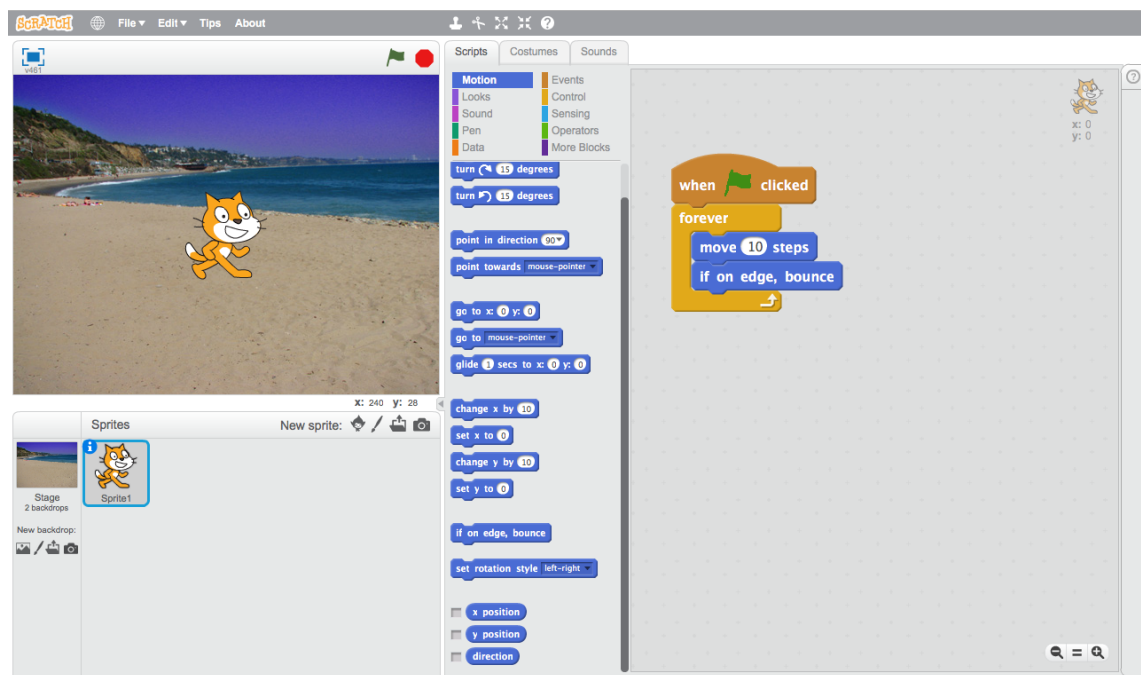 SCRATCH File Edit Tips About
v461
Scripts Costumes Sounds
Motion Events
Looks Control
Sound Sensing
Pen Operators
Data More Blocks
turn 15 degrees
turn 15 degrees
point in direction 90
point towards mouse-pointer
go to x: 0 y: 0
go to mouse-pointer
glide 1 secs to x: 0 y: 0
change x by 10
set x to 0
change y by 10
set y to 0
if on edge, bounce
set rotation style left-right
x position
y position
direction
x: 0
y: 0
when clicked
forever
move 10 steps
if on edge, bounce
X: 240 y: 28
Sprites New sprite:
Stage
2 backdrops
New backdrop:
i
Sprite1